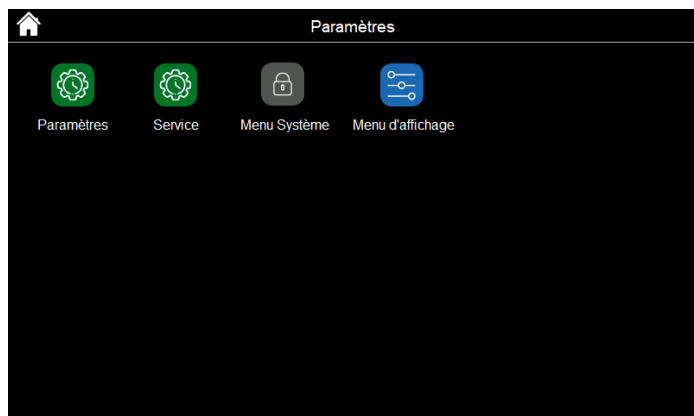 Paramètres
Paramètres
Service
Menu Système
Menu d'affichage